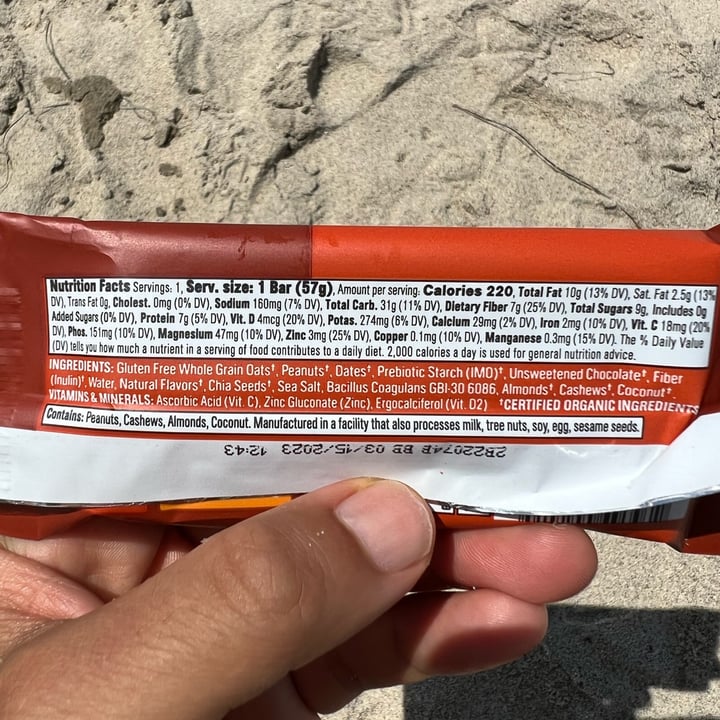 Nutrition Facts Servings: 1, Serv. size: 1 Bar (57g), Amount per serving: Calories 220, Total Fat 10g (13% DV), Sat. Fat 2.5g (13%
DV), Trans Fat 0g, Cholest. 0mg (0% DV), Sodium 160mg (7% DV), Total Carb. 31g (11% DV), Dietary Fiber 7g (25% DV), Total Sugars 9g, Includes 0g
Added Sugars (0% DV), Protein 7g (5% DV), Vit. D 4mcg (20% DV), Potas. 274mg (6% DV), Calcium 29mg (2% DV), Iron 2mg (10% DV), Vit. C 18mg (20%
DV), Phos. 151mg (10% DV), Magnesium 47mg (10% DV), Zinc 3mg (25% DV), Copper 0.1mg (10% DV), Manganese 0.3mg (15% DV). The % Daily Value
(DV) tells you how much a nutrient in a serving of food contributes to a daily diet. 2,000 calories a day is used for general nutrition advice.
INGREDIENTS: Gluten Free Whole Grain Oats†, Peanuts†, Dates†, Prebiotic Starch (IMO)†, Unsweetened Chocolate†, Fiber
(Inulin)†, Water, Natural Flavors†, Chia Seeds†, Sea Salt, Bacillus Coagulans GBI-30 6086, Almonds†, Cashews†, Coconut†.
VITAMINS & MINERALS: Ascorbic Acid (Vit. C), Zinc Gluconate (Zinc), Ergocalciferol (Vit. D2) †CERTIFIED ORGANIC INGREDIENTS
Contains: Peanuts, Cashews, Almonds, Coconut. Manufactured in a facility that also processes milk, tree nuts, soy, egg, sesame seeds.
2B22074B BB 03/15/2023 12:43